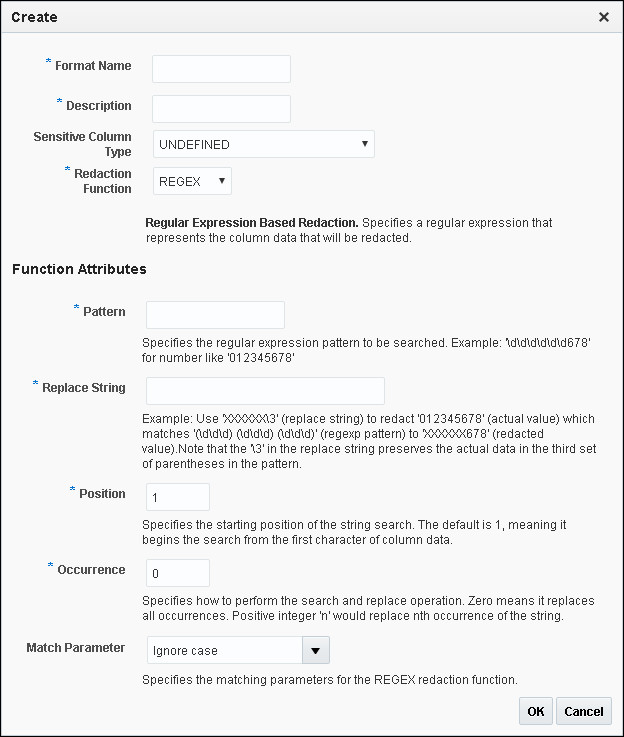 Create
* Format Name
* Description
Sensitive Column
Type
UNDEFINED
* Redaction
Function
REGEX
Regular Expression Based Redaction. Specifies a regular expression that
represents the column data that will be redacted.
Function Attributes
* Pattern
Specifies the regular expression pattern to be searched. Example: '\d\d\d\d\d\d678'
for number like '012345678'
* Replace String
Example: Use 'XXXXXX\3' (replace string) to redact '012345678' (actual value) which
matches '(\d\d\d) (\d\d\d) (\d\d\d)' (regexp pattern) to 'XXXXXX678' (redacted
value).Note that the '\3' in the replace string preserves the actual data in the third set
of parentheses in the pattern.
* Position
1
Specifies the starting position of the string search. The default is 1, meaning it
begins the search from the first character of column data.
* Occurrence
0
Specifies how to perform the search and replace operation. Zero means it replaces
all occurrences. Positive integer 'n' would replace nth occurrence of the string.
Match Parameter
Ignore case
Specifies the matching parameters for the REGEX redaction function.
OK
Cancel